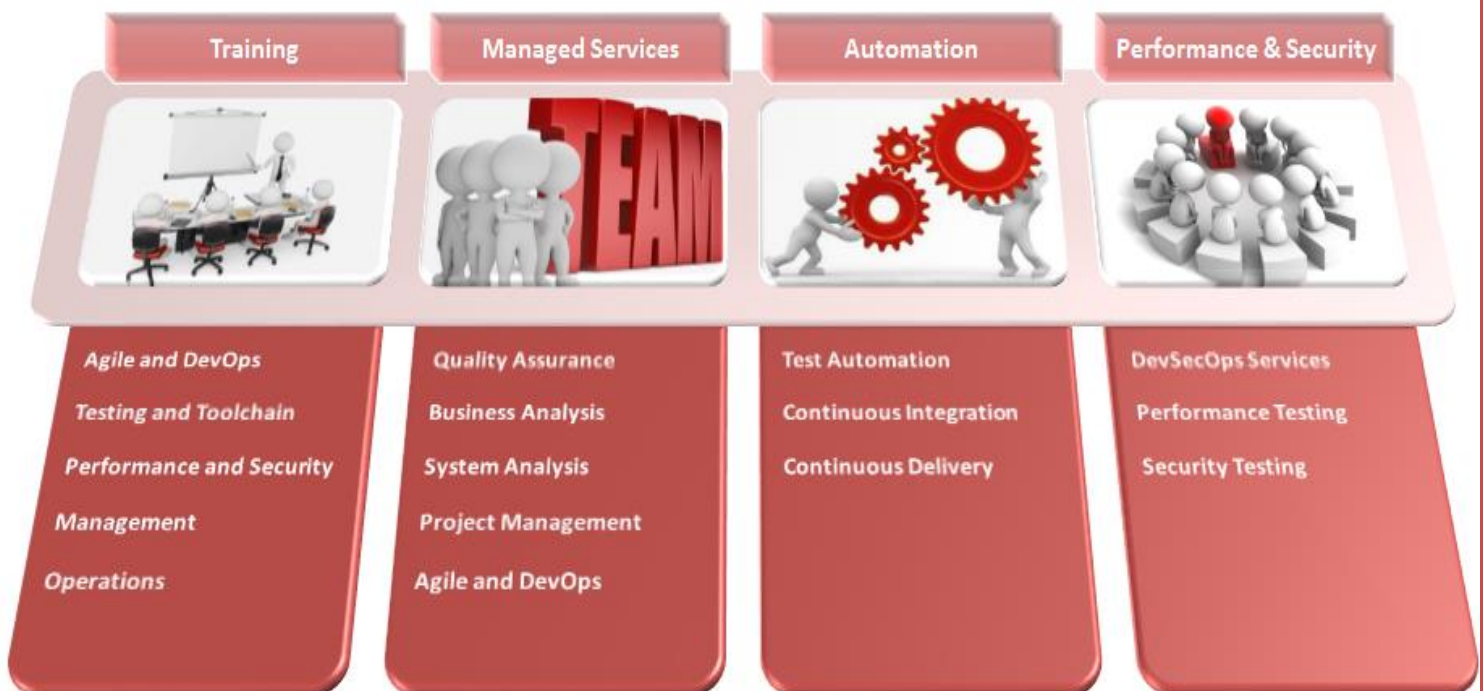 Training
Managed Services
Automation
Performance & Security
TEAM
Agile and DevOps
Testing and Toolchain
Performance and Security
Management
Operations
Quality Assurance
Business Analysis
System Analysis
Project Management
Agile and DevOps
Test Automation
Continuous Integration
Continuous Delivery
DevSecOps Services
Performance Testing
Security Testing